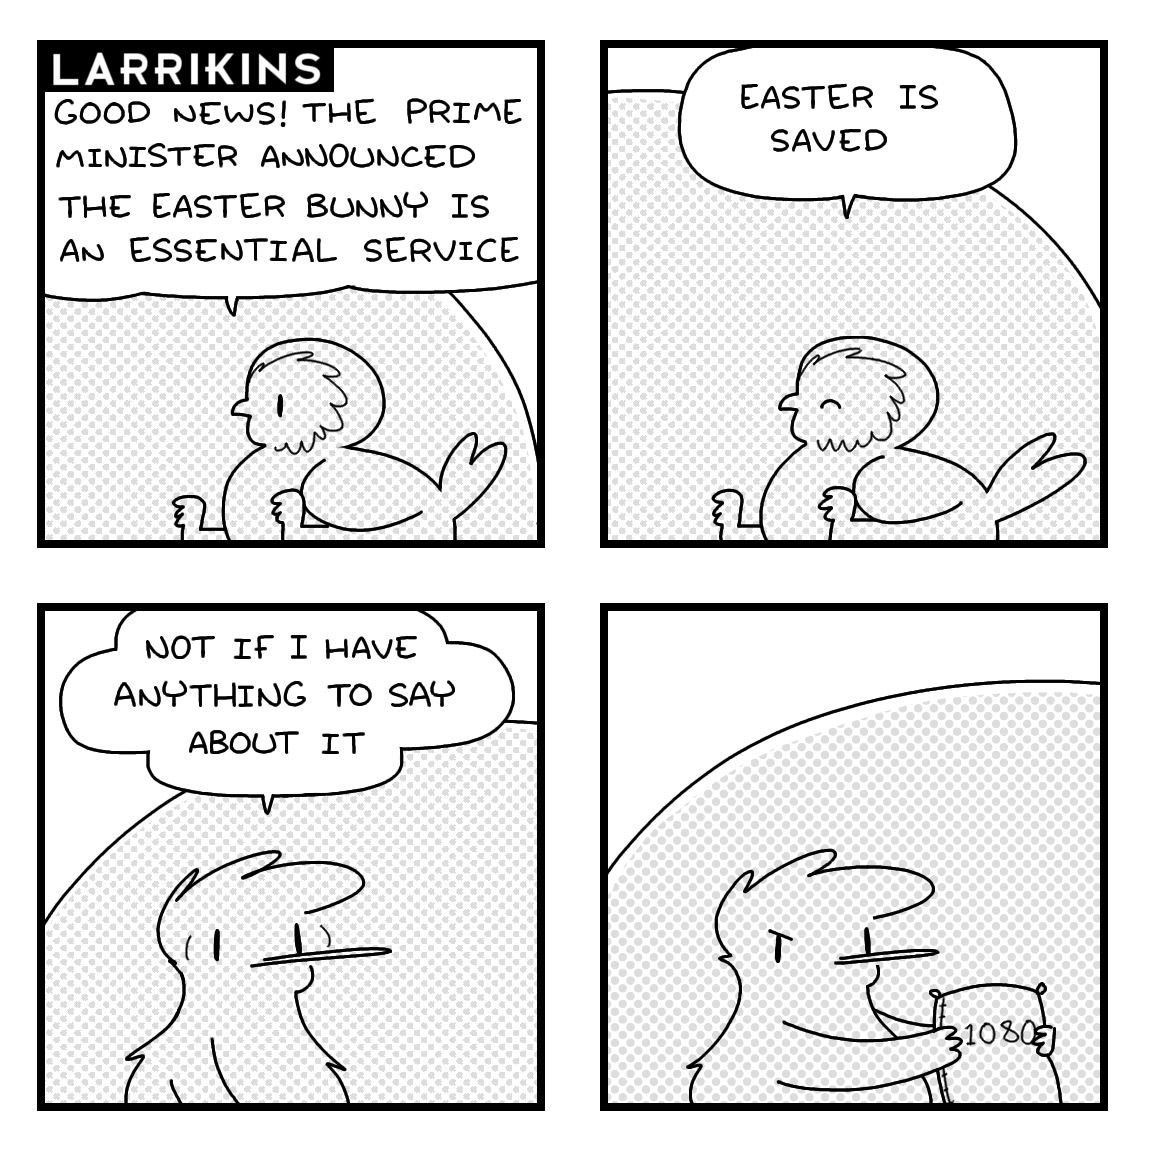 LARRIKINS
GOOD NEWS! THE PRIME
MINISTER ANNOUNCED
THE EASTER BUNNY IS
AN ESSENTIAL SERVICE
EASTER IS
SAVED
NOT IF I HAVE
ANYTHING TO SAY
ABOUT IT
1080